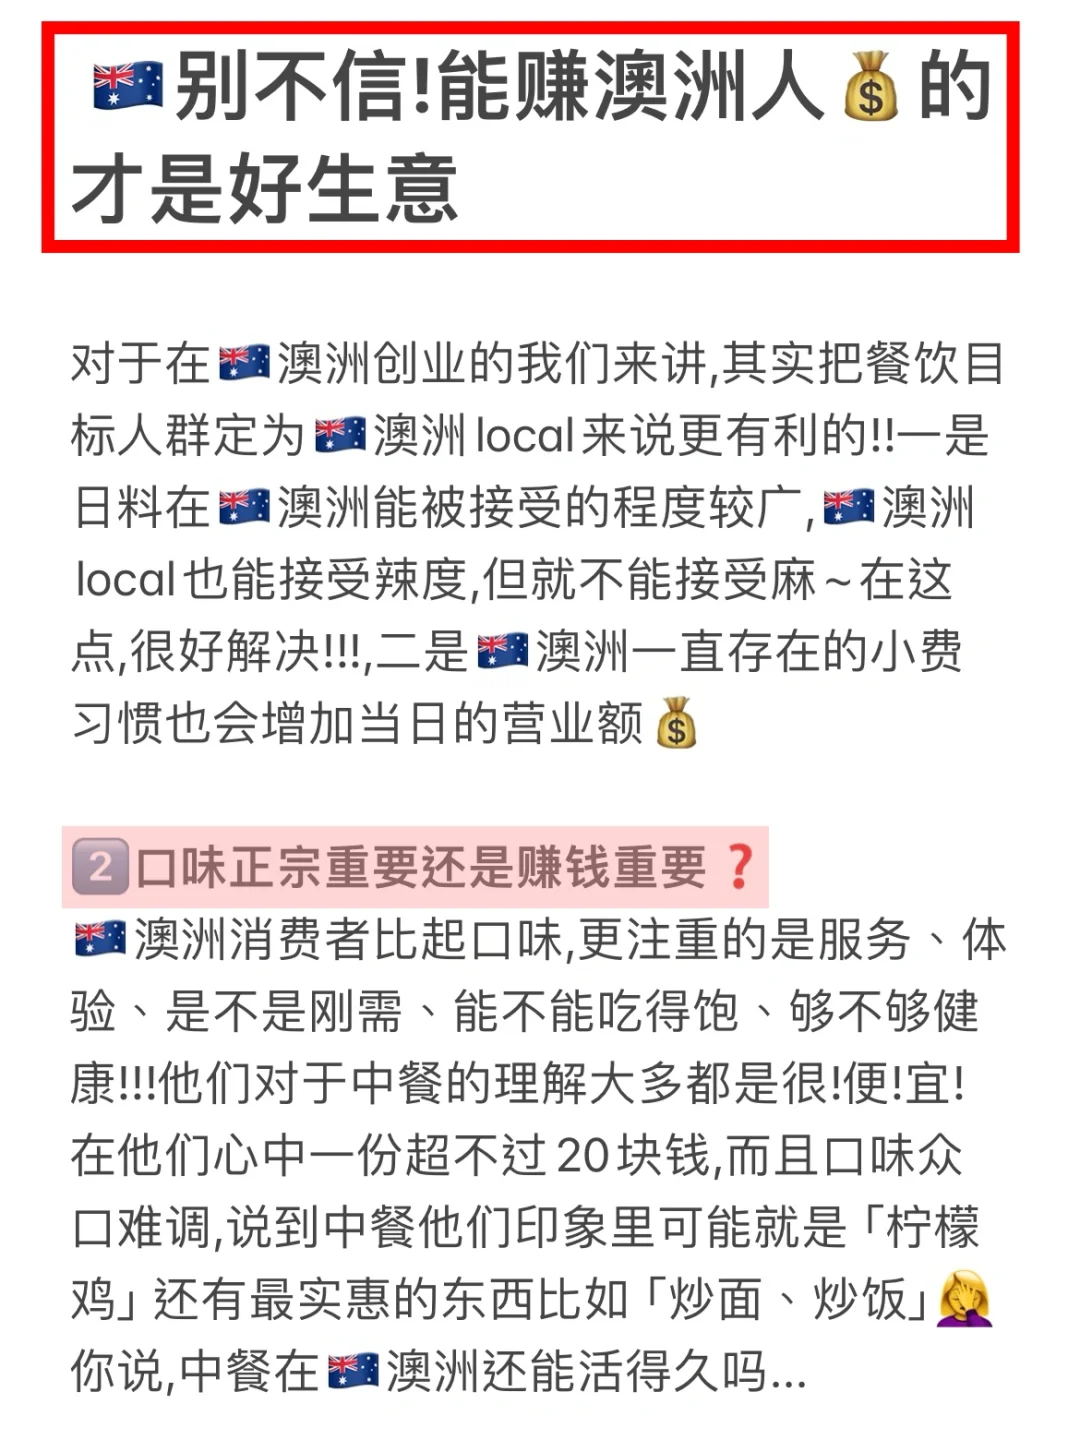 🇦🇺别不信!能赚澳洲人💰的
才是好生意
对于在🇦🇺澳洲创业的我们来讲,其实把餐饮目
标人群定为🇦🇺澳洲local来说更有利的!!一是
日料在🇦🇺澳洲能被接受的程度较广,🇦🇺澳洲
local也能接受辣度,但就不能接受麻~在这
点,很好解决!!!,二是🇦🇺澳洲一直存在的小费
习惯也会增加当日的营业额💰
2️⃣口味正宗重要还是赚钱重要❓
🇦🇺澳洲消费者比起口味,更注重的是服务、体
验、是不是刚需、能不能吃得饱、够不够健
康!!!他们对于中餐的理解大多都是很!便!宜!
在他们心中一份超不过20块钱,而且口味众
口难调,说到中餐他们印象里可能就是「柠檬
鸡」还有最实惠的东西比如「炒面、炒饭」🤦‍♀️
你说,中餐在🇦🇺澳洲还能活得久吗...